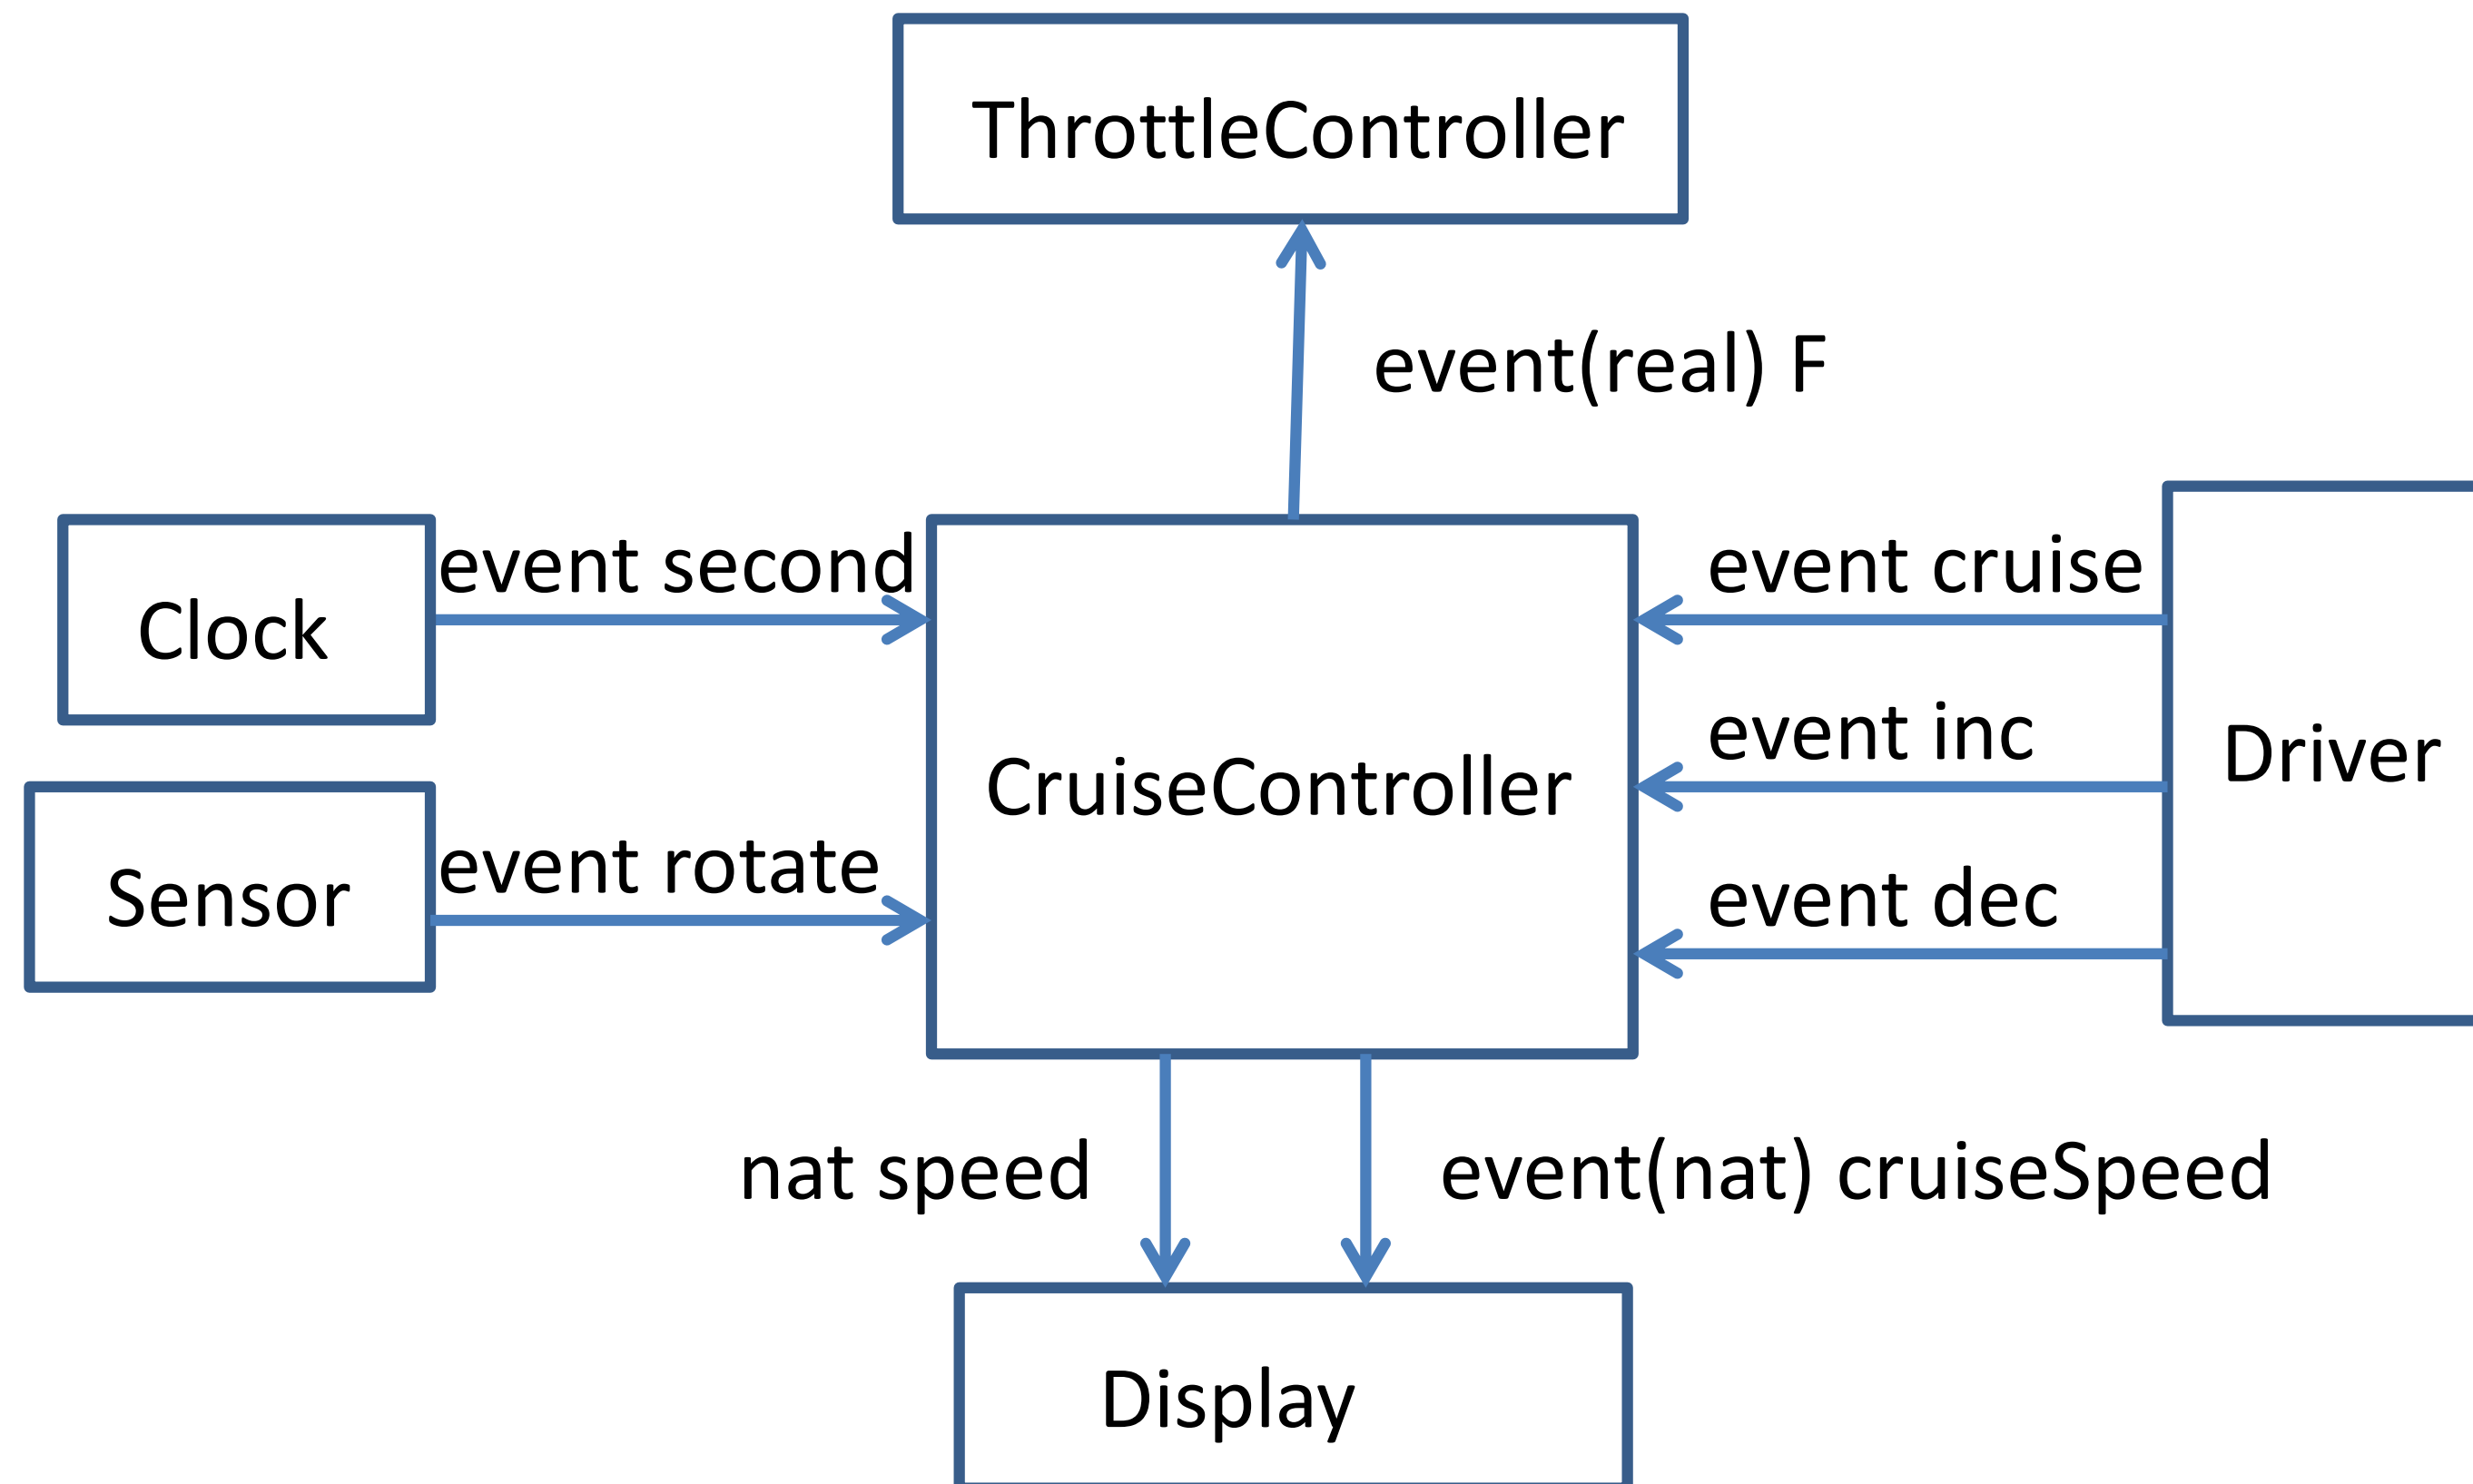 ThrottleController
event(real) F
event second
event cruise
Clock
event inc
Driver
CruiseController
event rotate
Sensor
event dec
nat speed
event(nat) cruiseSpeed
Display